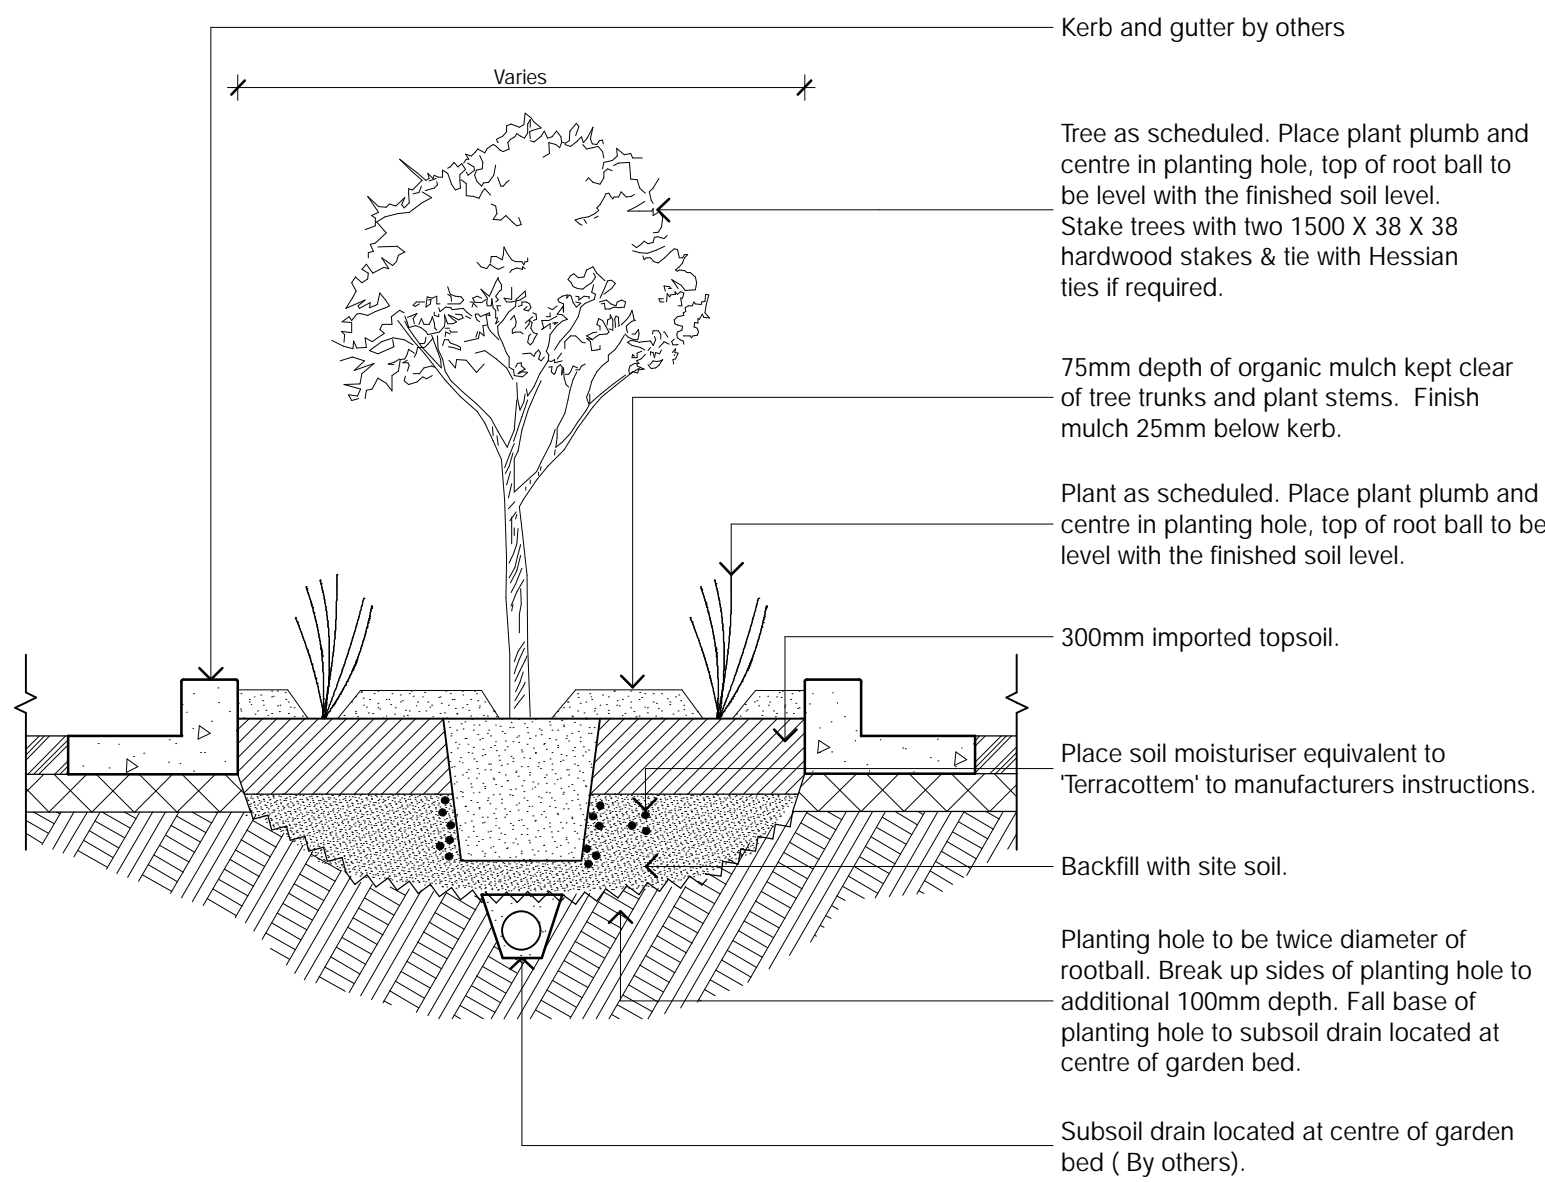 Kerb and gutter by others
Varies
Tree as scheduled. Place plant plumb and
centre in planting hole, top of root ball to
be level with the finished soil level.
Stake trees with two 1500 X 38 X 38
hardwood stakes & tie with Hessian
ties if required.
75mm depth of organic mulch kept clear
of tree trunks and plant stems.  Finish
mulch 25mm below kerb.
Plant as scheduled. Place plant plumb and
centre in planting hole, top of root ball to be
level with the finished soil level.
300mm imported topsoil.
Place soil moisturiser equivalent to
'Terracottem' to manufacturers instructions.
Backfill with site soil.
Planting hole to be twice diameter of
rootball. Break up sides of planting hole to
additional 100mm depth. Fall base of
planting hole to subsoil drain located at
centre of garden bed.
Subsoil drain located at centre of garden
bed ( By others).